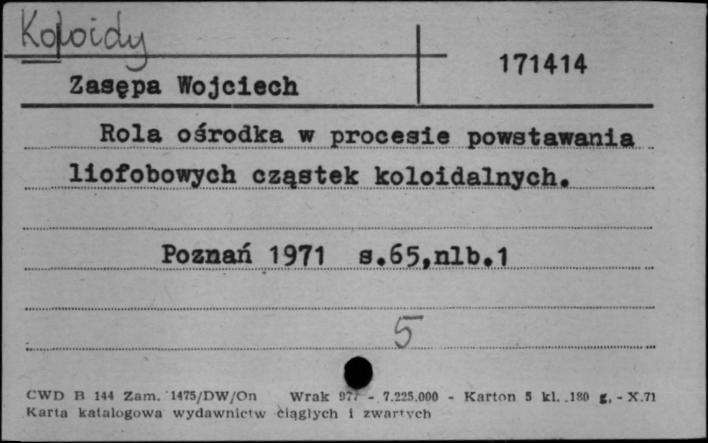 Koloidy
171414
Zasępa Wojciech
Rola ośrodka w procesie powstawania
liofobowych cząstek koloidalnych.
Poznań 1971 s.65,nlb.1
5
CWD B 144 Zam. 1475/DW/On Wrak - 7.225.000 - Karton 5 kl. 180 g, - X.71
Karta katalogowa wydawnictw ciągłych i zwartych